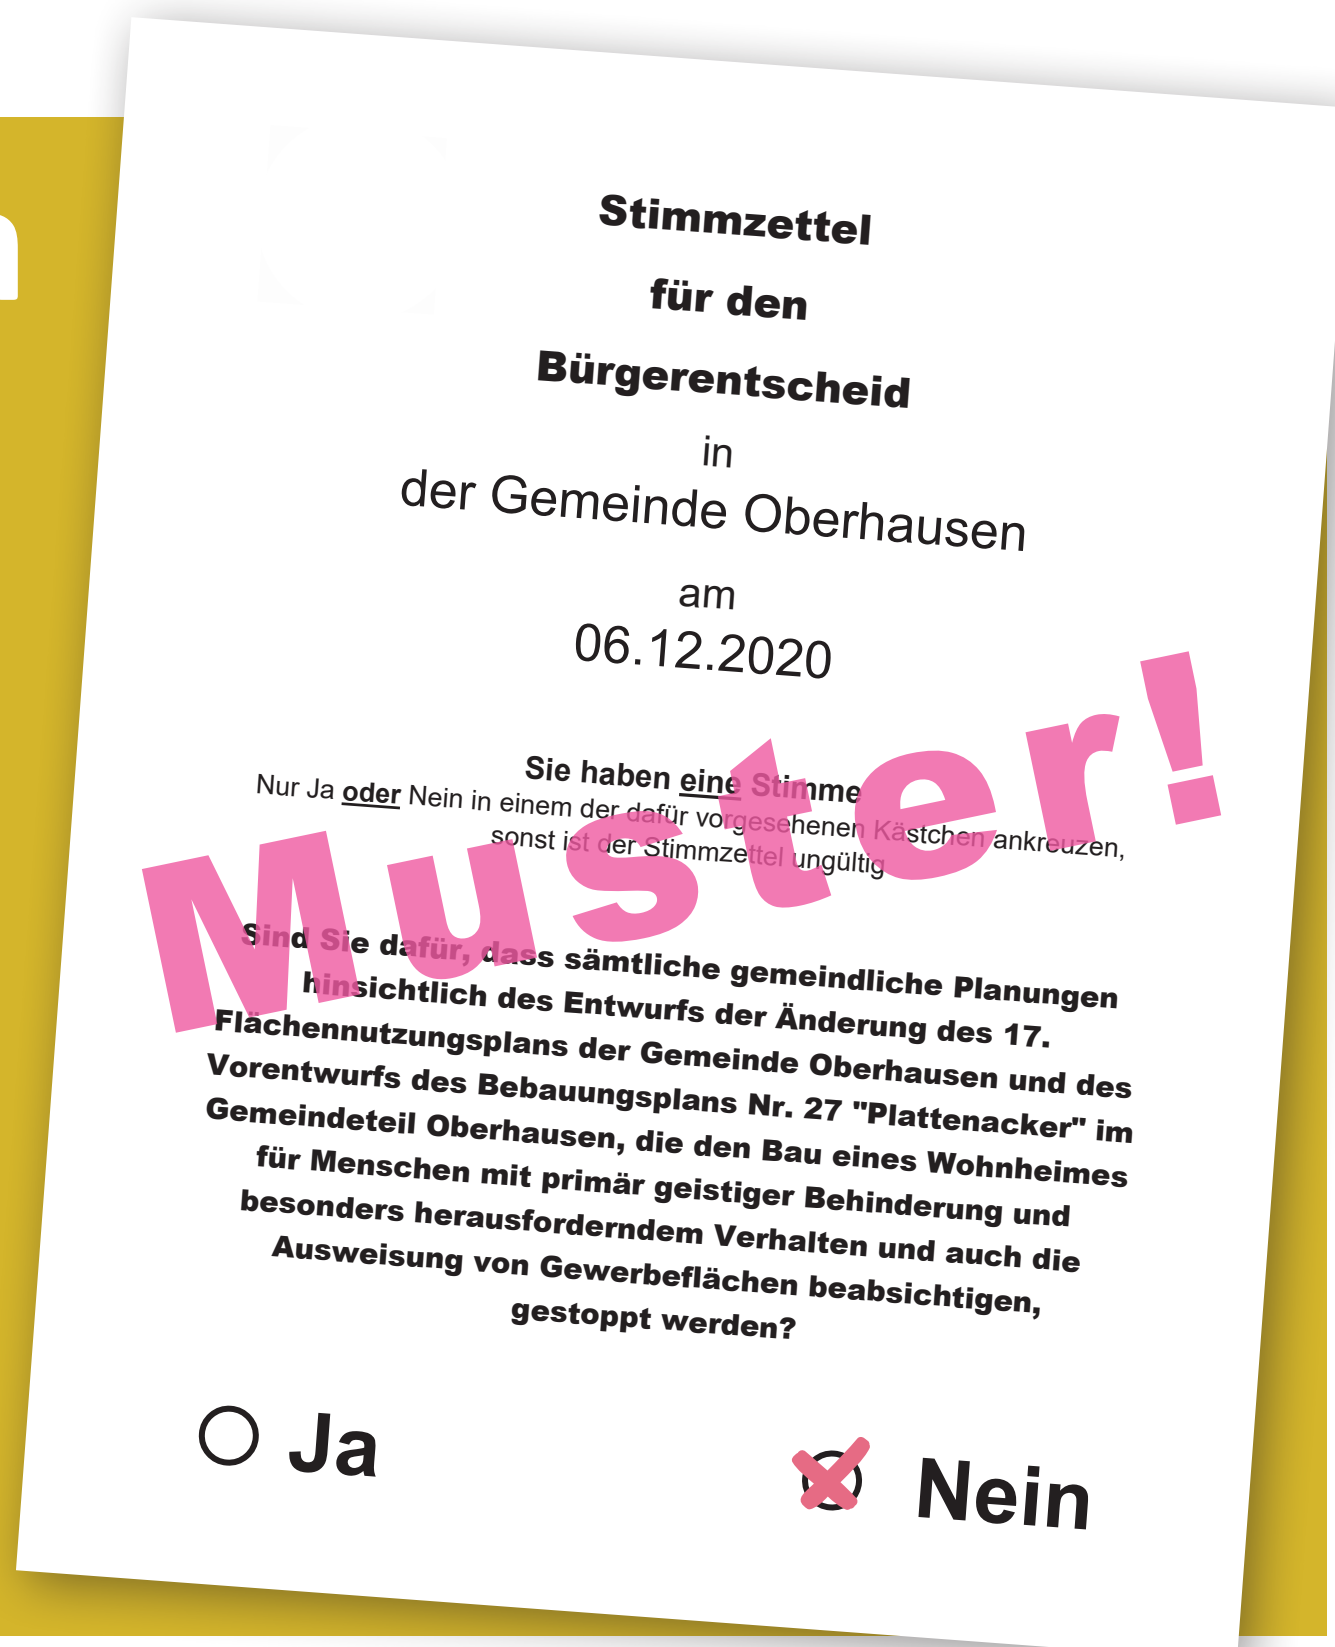 Stimmzettel
für den
Bürgerentscheid
in
der Gemeinde Oberhausen
am
06.12.2020
Sie haben eine Stimme
Nur Ja oder Nein in einem der dafür vorgesehenen Kästchen ankreuzen,
sonst ist der Stimmzettel ungültig
Muster!
Sind Sie dafür, dass sämtliche gemeindliche Planungen
hinsichtlich des Entwurfs der Änderung des 17.
Flächennutzungsplans der Gemeinde Oberhausen und des
Vorentwurfs des Bebauungsplans Nr. 27 "Plattenacker" im
Gemeindeteil Oberhausen, die den Bau eines Wohnheimes
für Menschen mit primär geistiger Behinderung und
besonders herausforderndem Verhalten und auch die
Ausweisung von Gewerbeflächen beabsichtigen,
gestoppt werden?
Ja
Nein